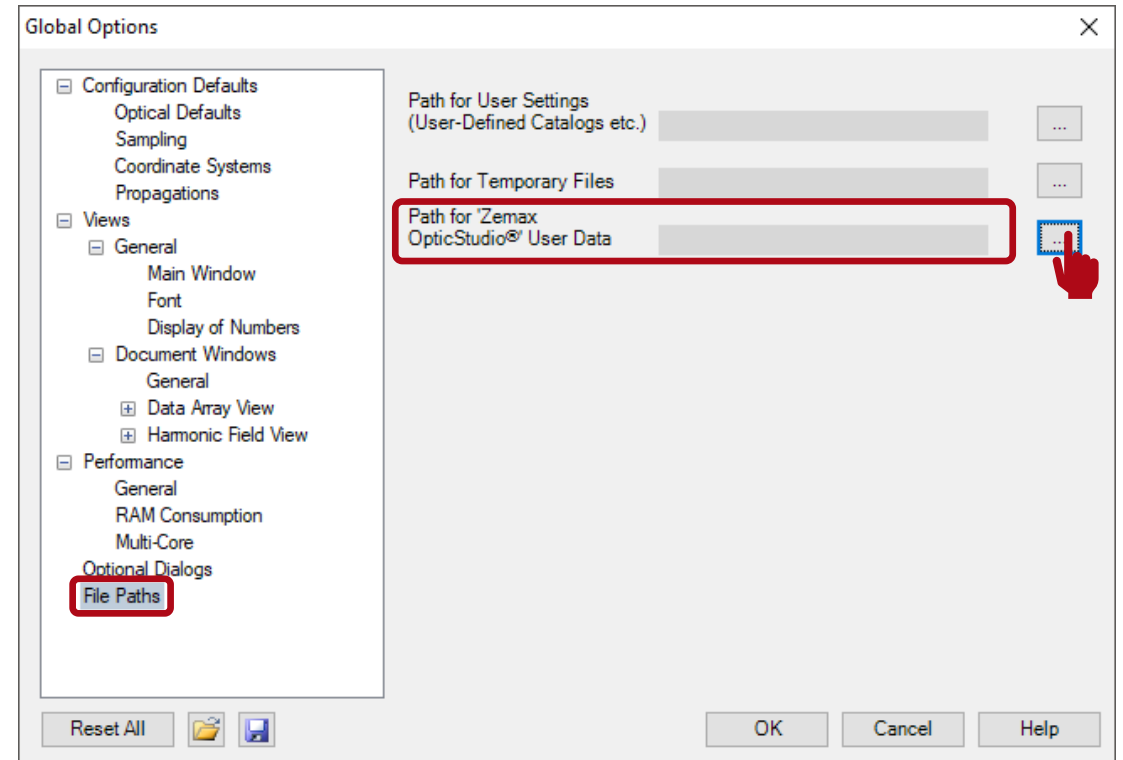 Global Options
Configuration Defaults
Optical Defaults
Sampling
Coordinate Systems
Propagations
Views
General
Main Window
Font
Display of Numbers
Document Windows
General
Data Array View
Harmonic Field View
Performance
General
RAM Consumption
Multi-Core
Optional Dialogs
File Paths
Path for User Settings
(User-Defined Catalogs etc.)
...
Path for Temporary Files
...
Path for 'Zemax
OpticStudio®' User Data
...
Reset All
OK
Cancel
Help